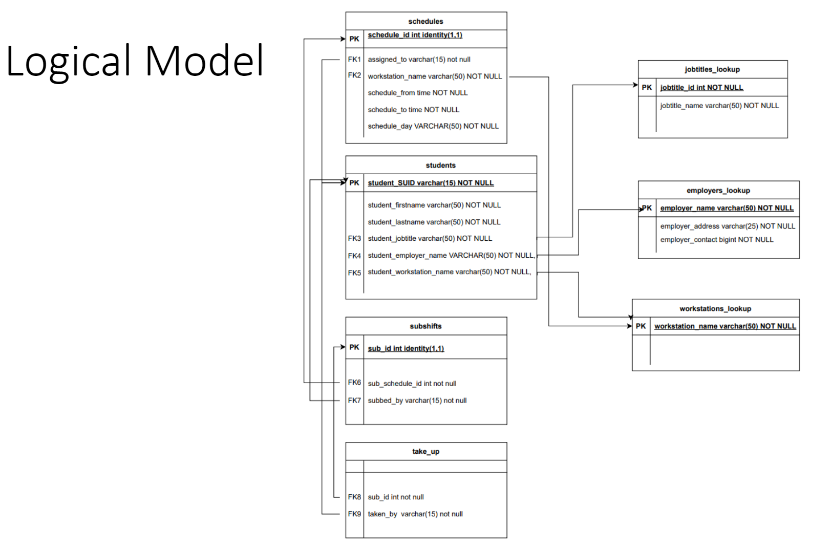 Logical Model
schedules
PK schedule_id int identity(1,1)
FK1 assigned_to varchar(15) not null
FK2 workstation_name varchar(50) NOT NULL
schedule_from time NOT NULL
schedule_to time NOT NULL
schedule_day VARCHAR(50) NOT NULL
students
PK student_SUID varchar(15) NOT NULL
student_firstname varchar(50) NOT NULL
student_lastname varchar(50) NOT NULL
FK3 student_jobtitle varchar(50) NOT NULL
FK4 student_employer_name VARCHAR(50) NOT NULL,
FK5 student_workstation_name varchar(50) NOT NULL,
subshifts
PK sub_id int identity(1,1)
FK6 sub_schedule_id int not null
FK7 subbed_by varchar(15) not null
take_up
FK8 sub_id int not null
FK9 taken_by varchar(15) not null
jobtitles_lookup
PK jobtitle_id int NOT NULL
jobtitle_name varchar(50) NOT NULL
employers_lookup
PK employer_name varchar(50) NOT NULL
employer_address varchar(25) NOT NULL
employer_contact bigint NOT NULL
workstations_lookup
PK workstation_name varchar(50) NOT NULL